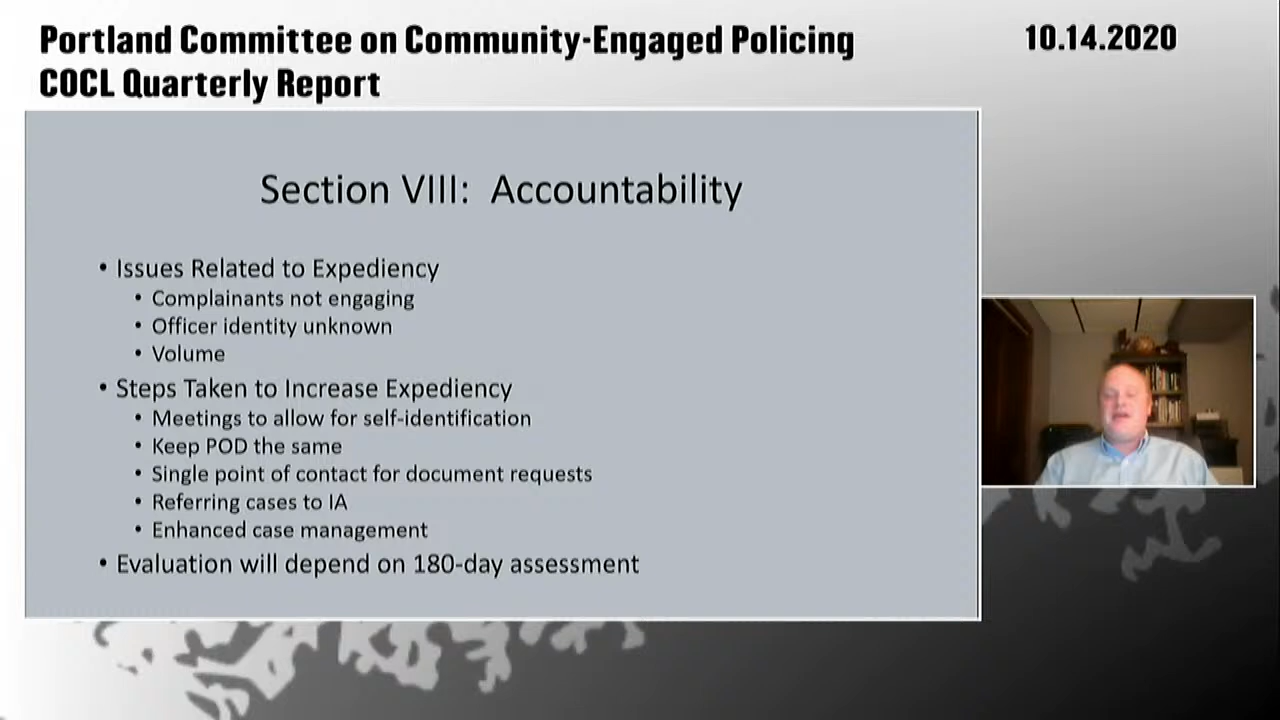 Portland Committee on Community-Engaged Policing
COCL Quarterly Report
10.14.2020
Section VIII: Accountability
• Issues Related to Expediency
• Complainants not engaging
• Officer identity unknown
• Volume
• Steps Taken to Increase Expediency
• Meetings to allow for self-identification
• Keep POD the same
• Single point of contact for document requests
• Referring cases to IA
• Enhanced case management
• Evaluation will depend on 180-day assessment